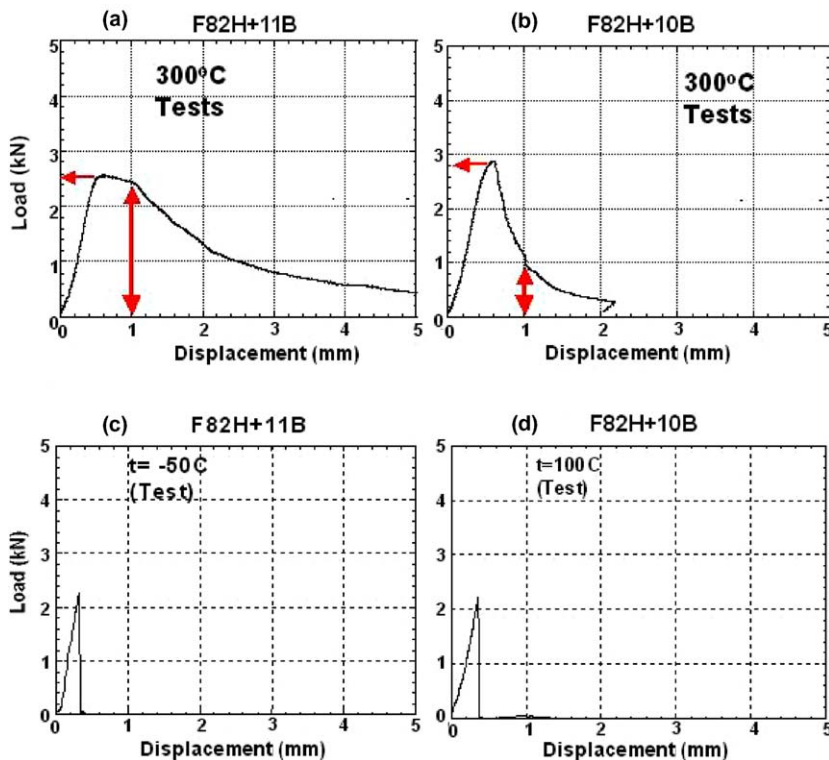 (a) F82H+11B
300°C
Tests
5
4
3
2
1
0
Load (kN)
0 1 2 3 4 5
Displacement (mm)
(b) F82H+10B
300°C
Tests
5
4
3
2
1
0
0 1 2 3 4 5
Displacement (mm)
(c) F82H+11B
t= -50C
(Test)
5
4
3
2
1
0
Load (kN)
0 1 2 3 4 5
Displacement (mm)
(d) F82H+10B
t=100C
(Test)
5
4
3
2
1
0
0 1 2 3 4 5
Displacement (mm)